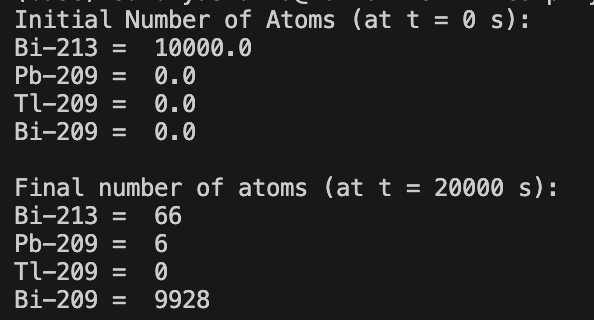 Initial Number of Atoms (at t = 0 s):
Bi-213 =  10000.0
Pb-209 =  0.0
Tl-209 =  0.0
Bi-209 =  0.0

Final number of atoms (at t = 20000 s):
Bi-213 =  66
Pb-209 =  6
Tl-209 =  0
Bi-209 =  9928